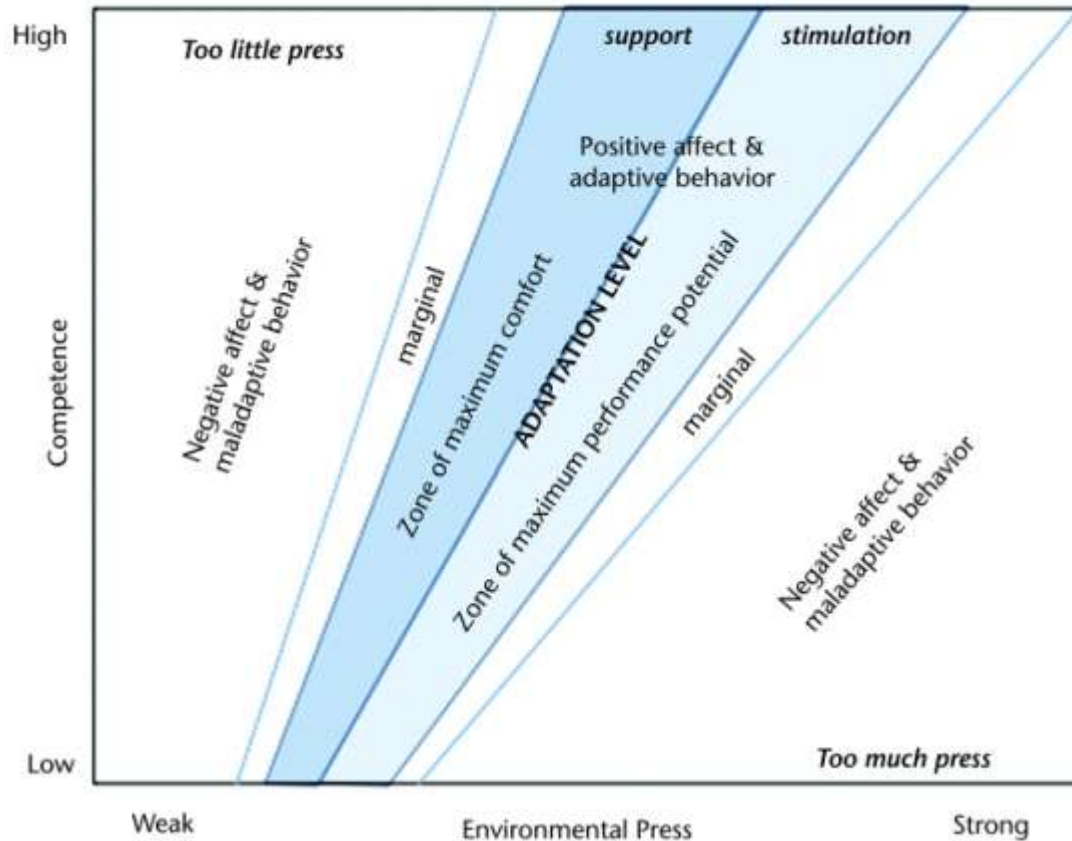 High
Too little press
support
stimulation
Positive affect &
adaptive behavior
Negative affect &
maladaptive behavior
marginal
Zone of maximum comfort
ADAPTATION LEVEL
Zone of maximum performance potential
marginal
Negative affect &
maladaptive behavior
Competence
Low
Too much press
Weak
Environmental Press
Strong